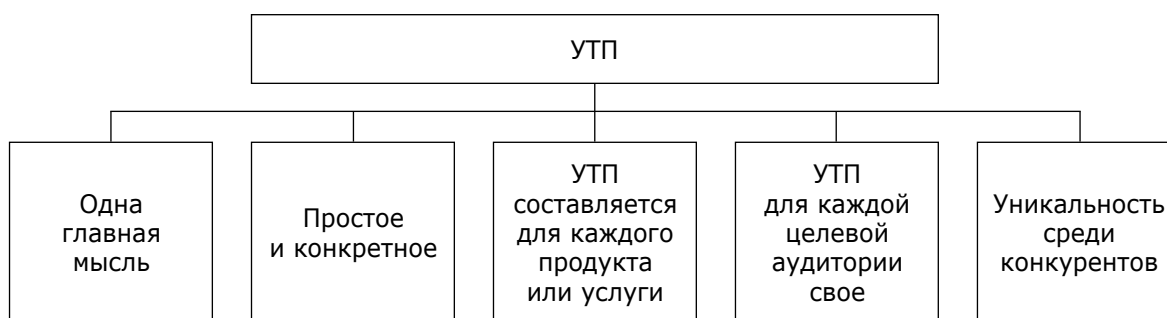 УТП
Одна
главная
мысль
Простое
и конкретное
УТП
составляется
для каждого
продукта
или услуги
УТП
для каждой
целевой
аудитории
свое
Уникальность
среди
конкурентов